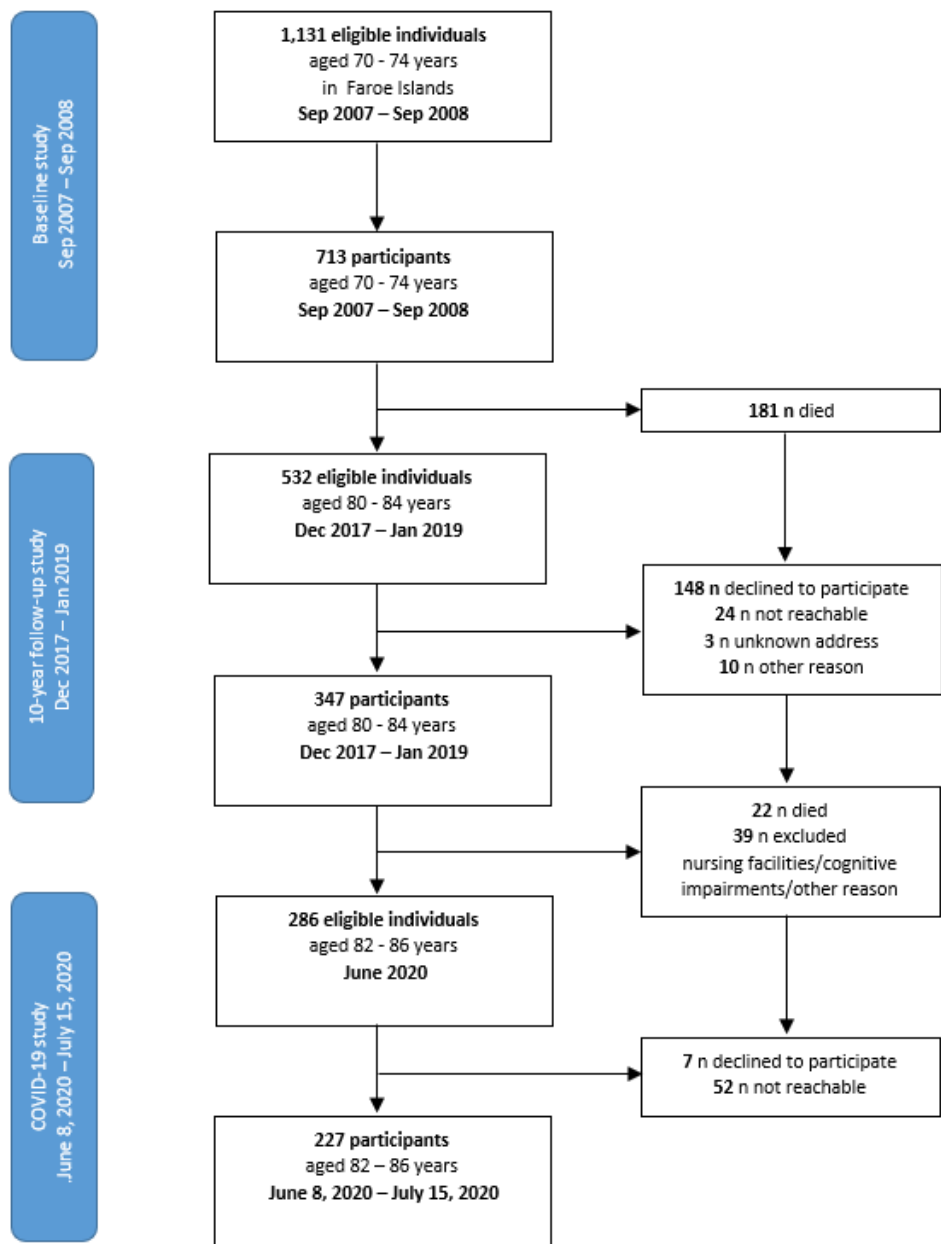 Baseline study
Sep 2007 – Sep 2008
1,131 eligible individuals
aged 70 - 74 years
in Faroe Islands
Sep 2007 – Sep 2008
713 participants
aged 70 - 74 years
Sep 2007 – Sep 2008
181 n died
10-year follow-up study
Dec 2017 – Jan 2019
532 eligible individuals
aged 80 - 84 years
Dec 2017 – Jan 2019
148 n declined to participate
24 n not reachable
3 n unknown address
10 n other reason
347 participants
aged 80 - 84 years
Dec 2017 – Jan 2019
22 n died
39 n excluded
nursing facilities/cognitive
impairments/other reason
COVID-19 study
June 8, 2020 – July 15, 2020
286 eligible individuals
aged 82 - 86 years
June 2020
7 n declined to participate
52 n not reachable
227 participants
aged 82 – 86 years
June 8, 2020 – July 15, 2020